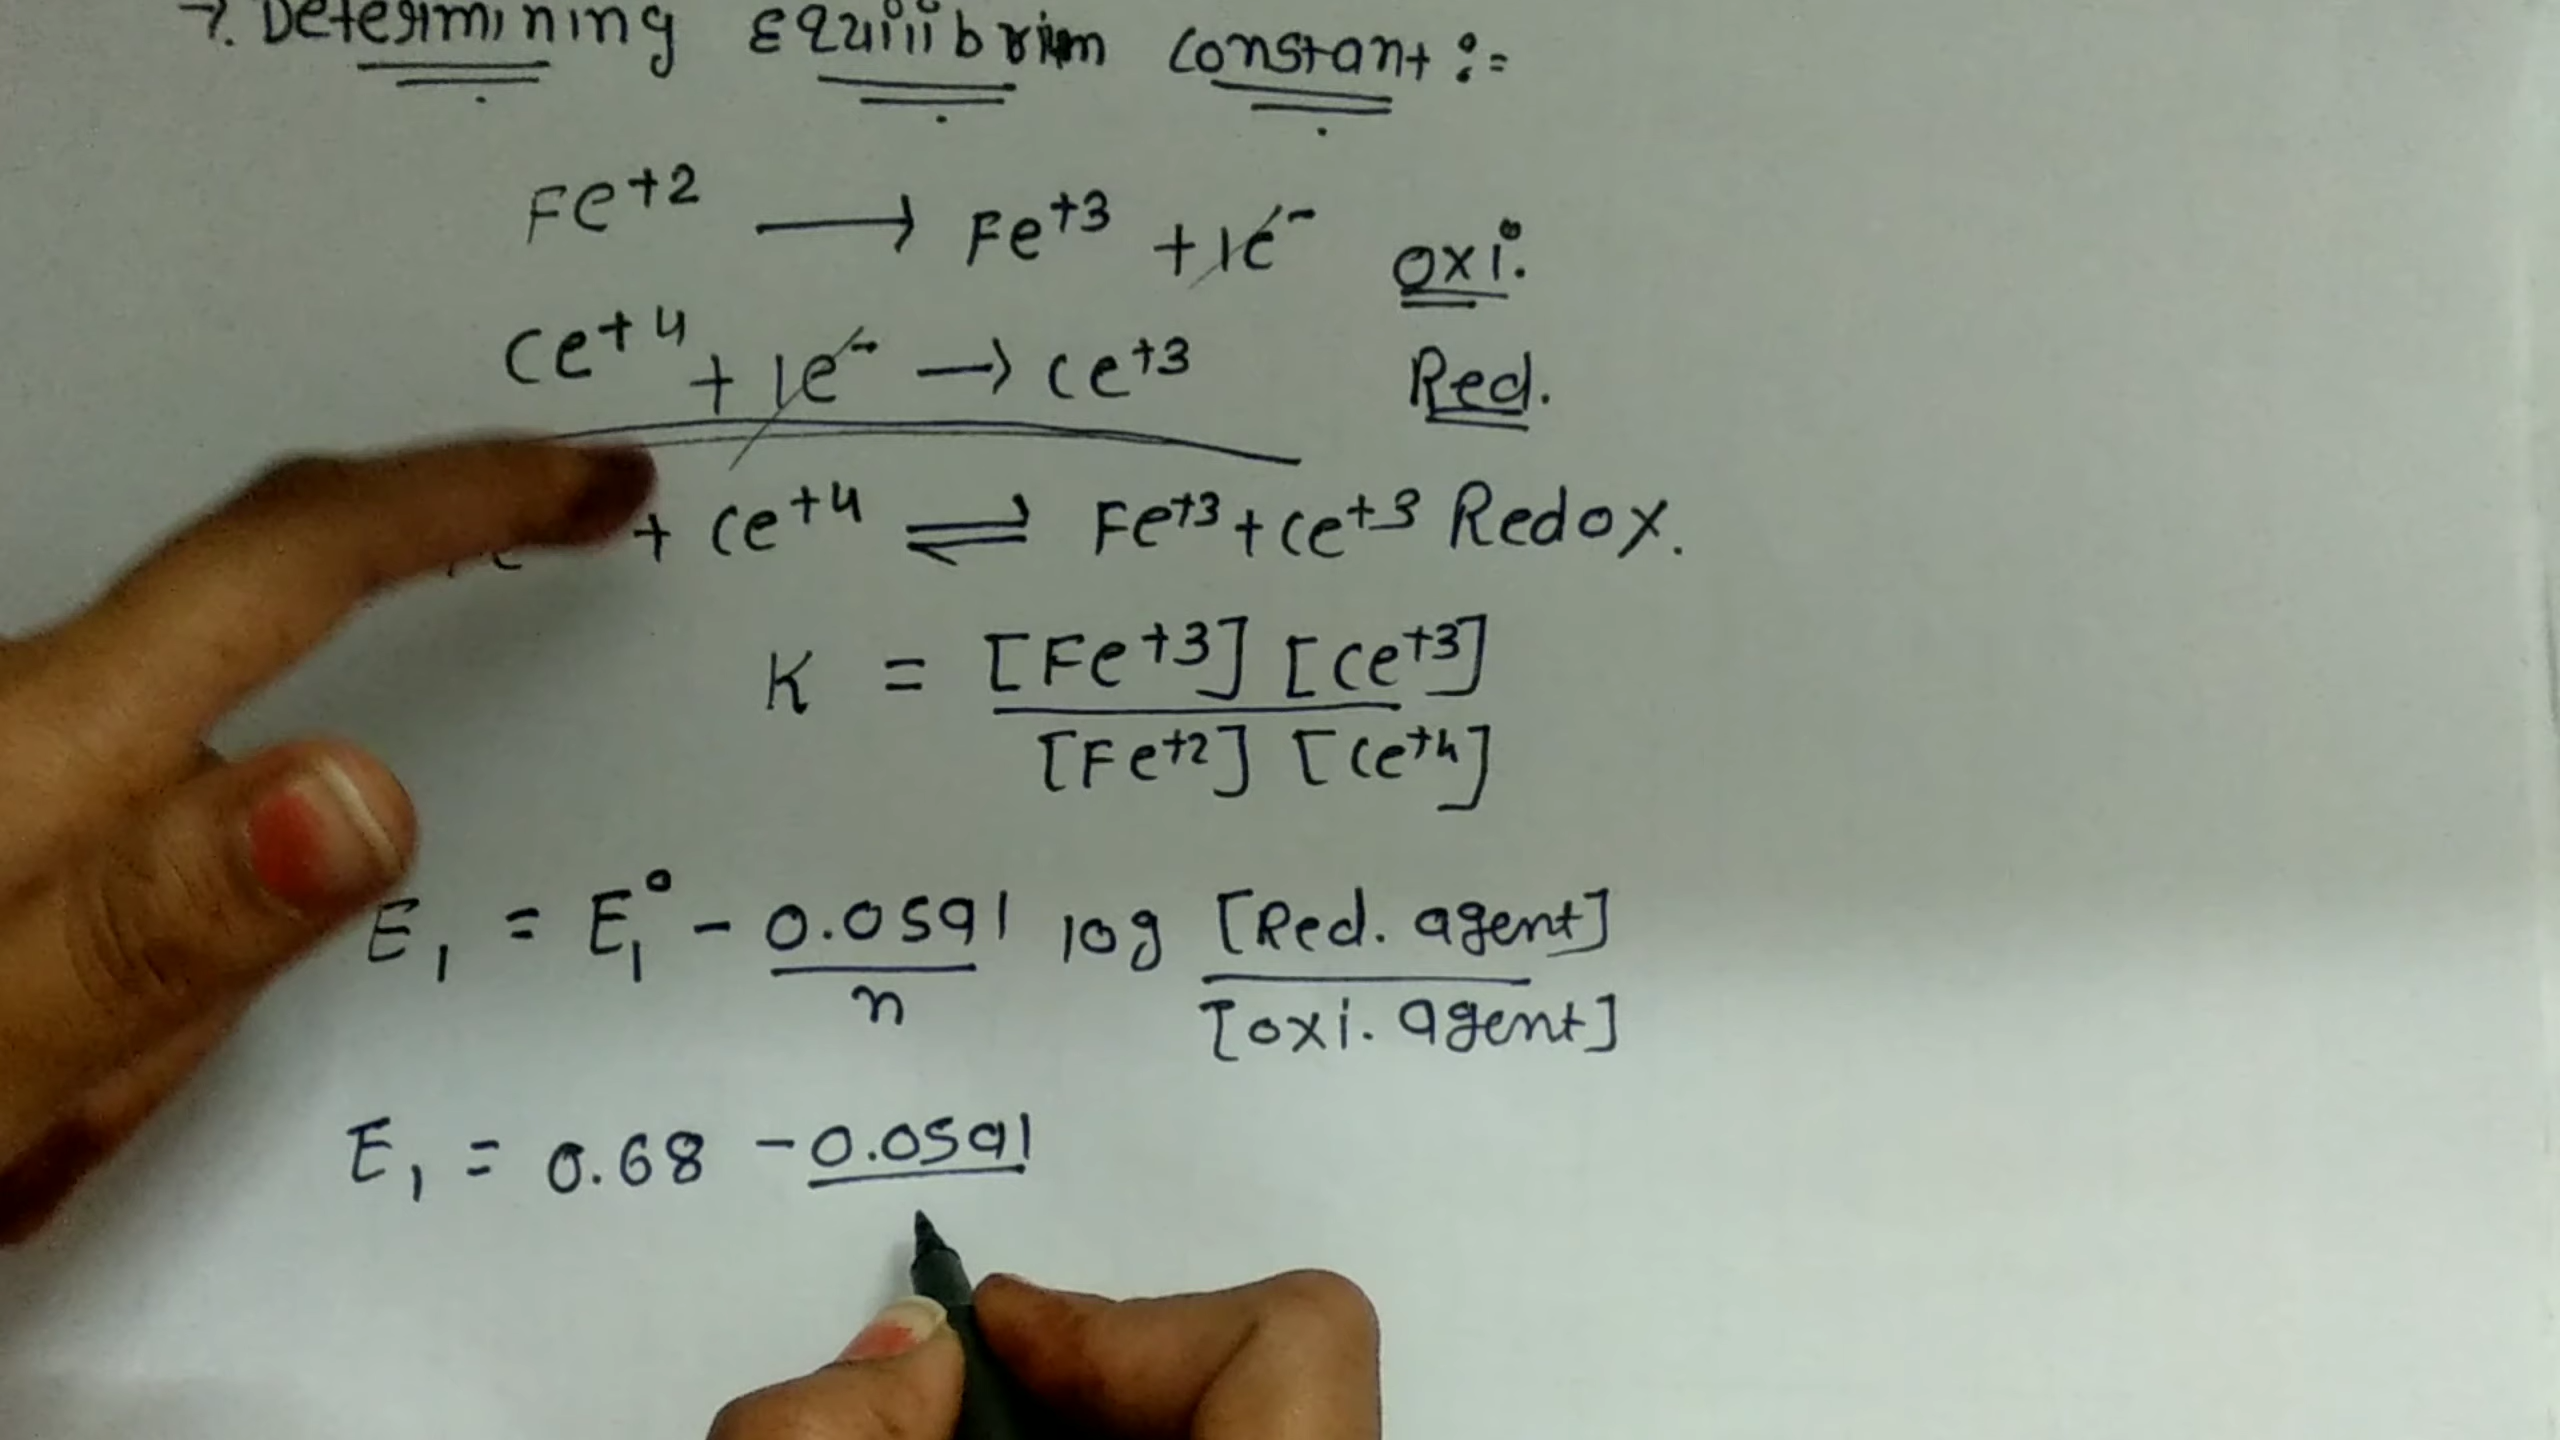 7. Determining Equilibrium constant :=
Fe+2 ⟶ Fe+3 + 1e⁻ oxi.
Ce+4 + 1e⁻ → Ce+3 Red.
+ Ce+4 ⇌ Fe+3 + Ce+3 Redox.
K = [Fe+3] [Ce+3] / [Fe+2] [Ce+4]
E₁ = E₁° - 0.0591 / n log [Red. agent] / [oxi. agent]
E₁ = 0.68 - 0.0591